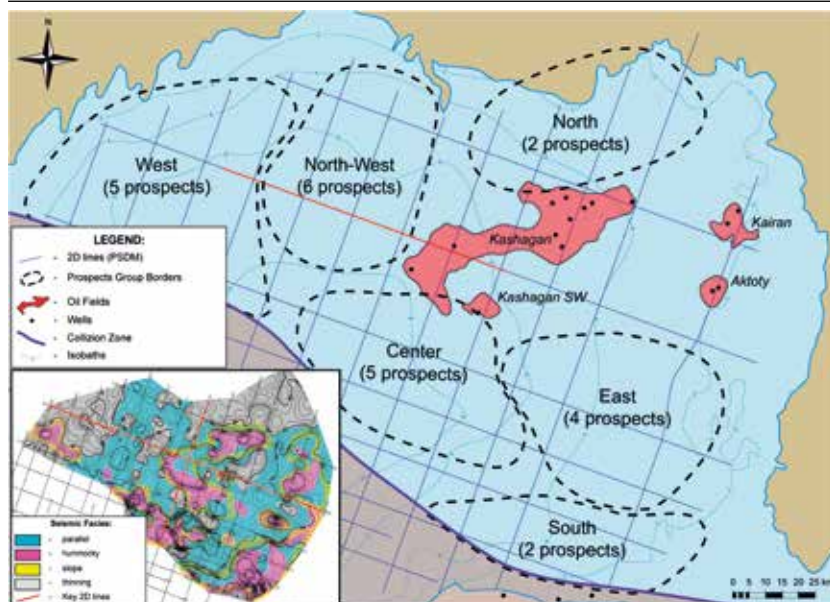 N
North
(2 prospects)
West
(5 prospects)
North-West
(6 prospects)
Kashagan
Kairan
Aktoty
Kashagan SW
Center
(5 prospects)
East
(4 prospects)
South
(2 prospects)
LEGEND:
- 2D lines (PSDM)
- Prospects Group Borders
- Oil Fields
- Wells
- Collizion Zone
- Isobaths
Seismic Facies:
- parallel
- hummocky
- slope
- thinning
- Key 2D lines
0 5 10 15 20 25 km